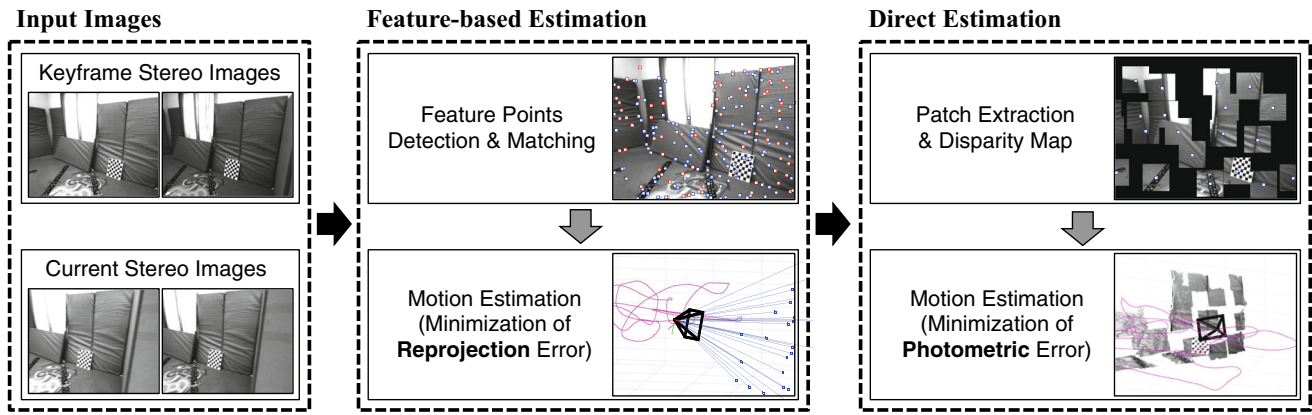 Input Images
Keyframe Stereo Images
Current Stereo Images
Feature-based Estimation
Feature Points
Detection & Matching
Motion Estimation
(Minimization of
Reprojection Error)
Direct Estimation
Patch Extraction
& Disparity Map
Motion Estimation
(Minimization of
Photometric Error)